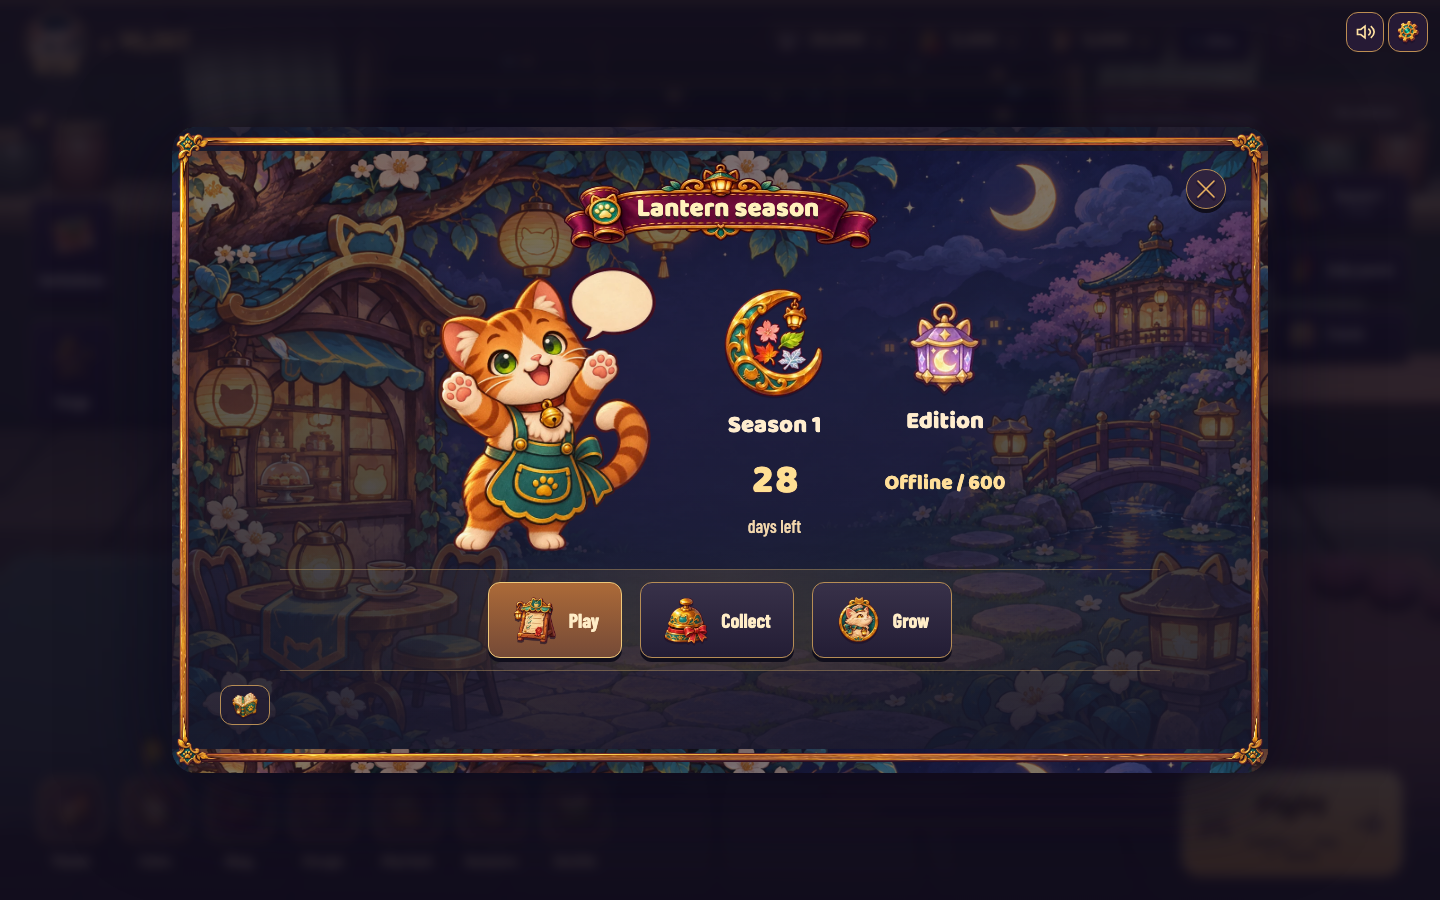 Lantern season
Season 1
Edition
28
Offline / 600
days left
Play
Collect
Grow